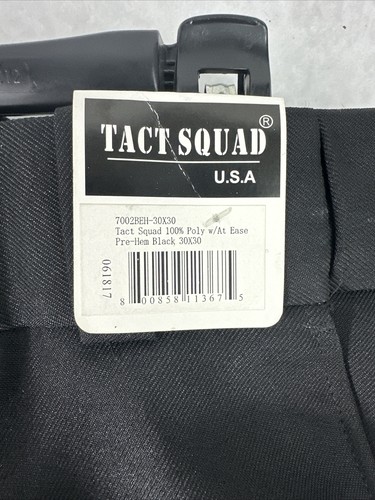 12
TACT SQUAD®
U.S.A
7002BEH-30X30
Tact Squad 100% Poly w/At Ease
Pre-Hem Black 30X30
061817
8 00858 11367 5